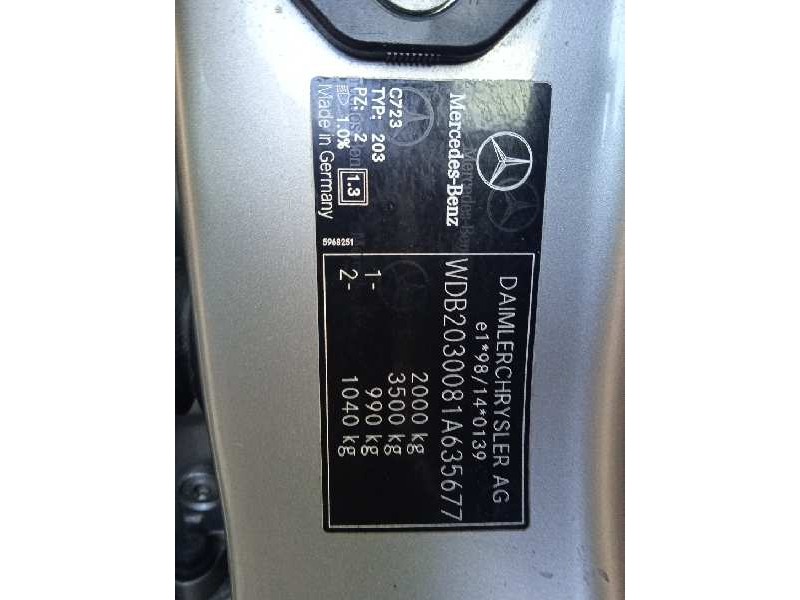 Mercedes-Benz
C723
TYP: 203
PZ: 2
1.0%
1.3
Made in Germany
5968251
DAIMLERCHRYSLER AG
e1*98/14*0139
WDB2030081A635677
2000 kg
3500 kg
1- 990 kg
2- 1040 kg